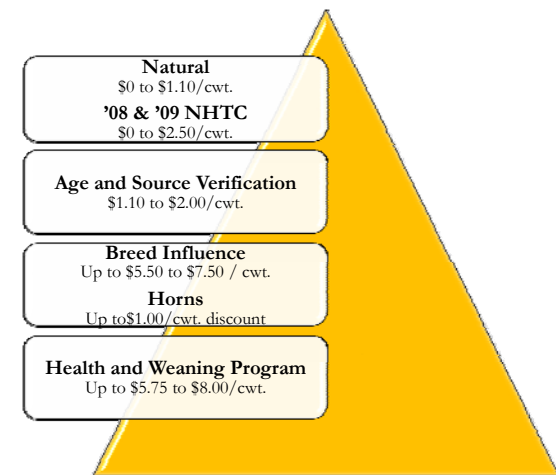 Natural
$0 to $1.10/cwt.
’08 & ’09 NHTC
$0 to $2.50/cwt.
Age and Source Verification
$1.10 to $2.00/cwt.
Breed Influence
Up to $5.50 to $7.50 / cwt.
Horns
Up to$1.00/cwt. discount
Health and Weaning Program
Up to $5.75 to $8.00/cwt.